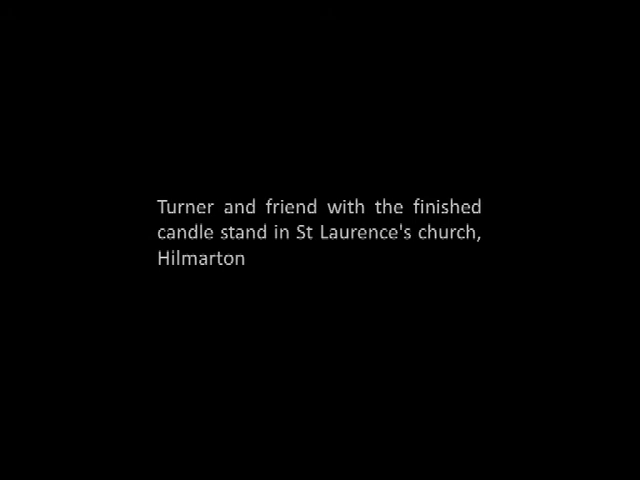 Turner and friend with the finished
candle stand in St Laurence's church,
Hilmarton